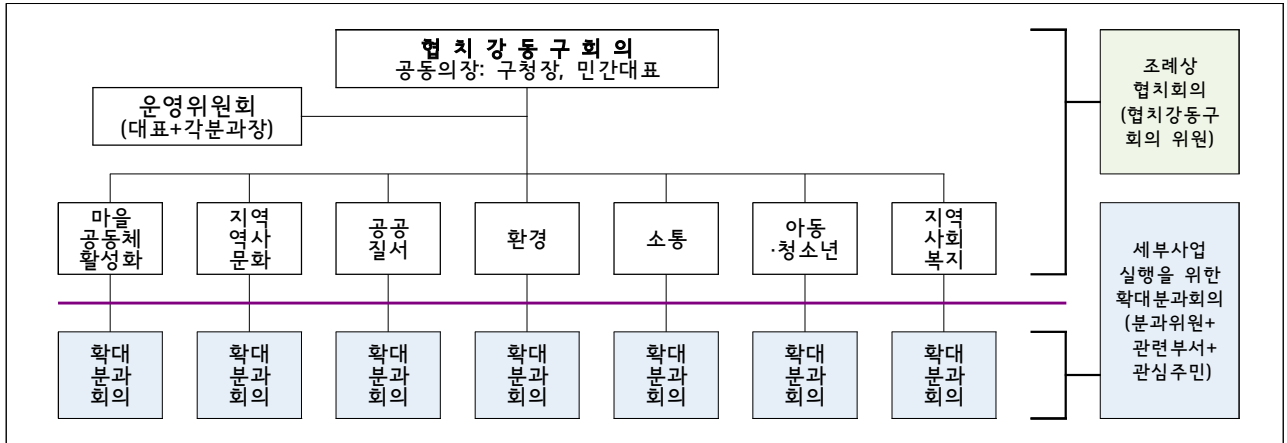 협치강동구회의
공동의장: 구청장, 민간대표
운영위원회
(대표+각분과장)
조례상
협치회의
(협치강동구
회의 위원)
마을
공동체
활성화
지역
역사
문화
공공
질서
환경
소통
아동
·청소년
지역
사회
복지
세부사업
실행을 위한
확대분과회의
(분과위원+
관련부서+
관심주민)
확대
분과
회의
확대
분과
회의
확대
분과
회의
확대
분과
회의
확대
분과
회의
확대
분과
회의
확대
분과
회의